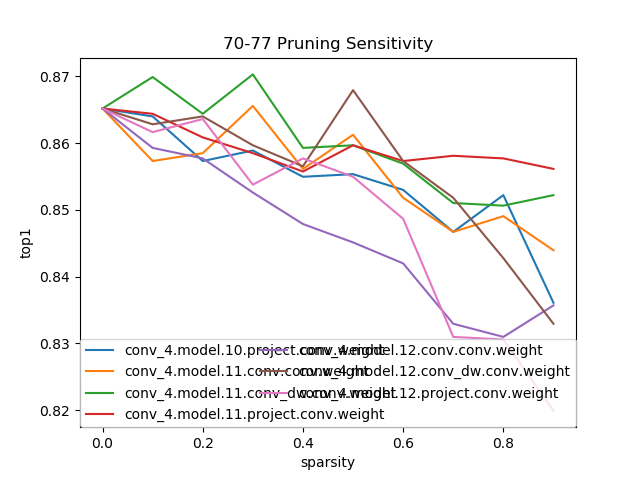 70-77 Pruning Sensitivity
top1
0.87
0.86
0.85
0.84
0.83
0.82
conv_4.model.10.project.conv.weight
conv_4.model.11.conv.conv.weight
conv_4.model.11.conv_dw.conv.weight
conv_4.model.11.project.conv.weight
conv_4.model.12.conv.conv.weight
conv_4.model.12.conv_dw.conv.weight
conv_4.model.12.project.conv.weight
0.0 0.2 0.4 0.6 0.8
sparsity